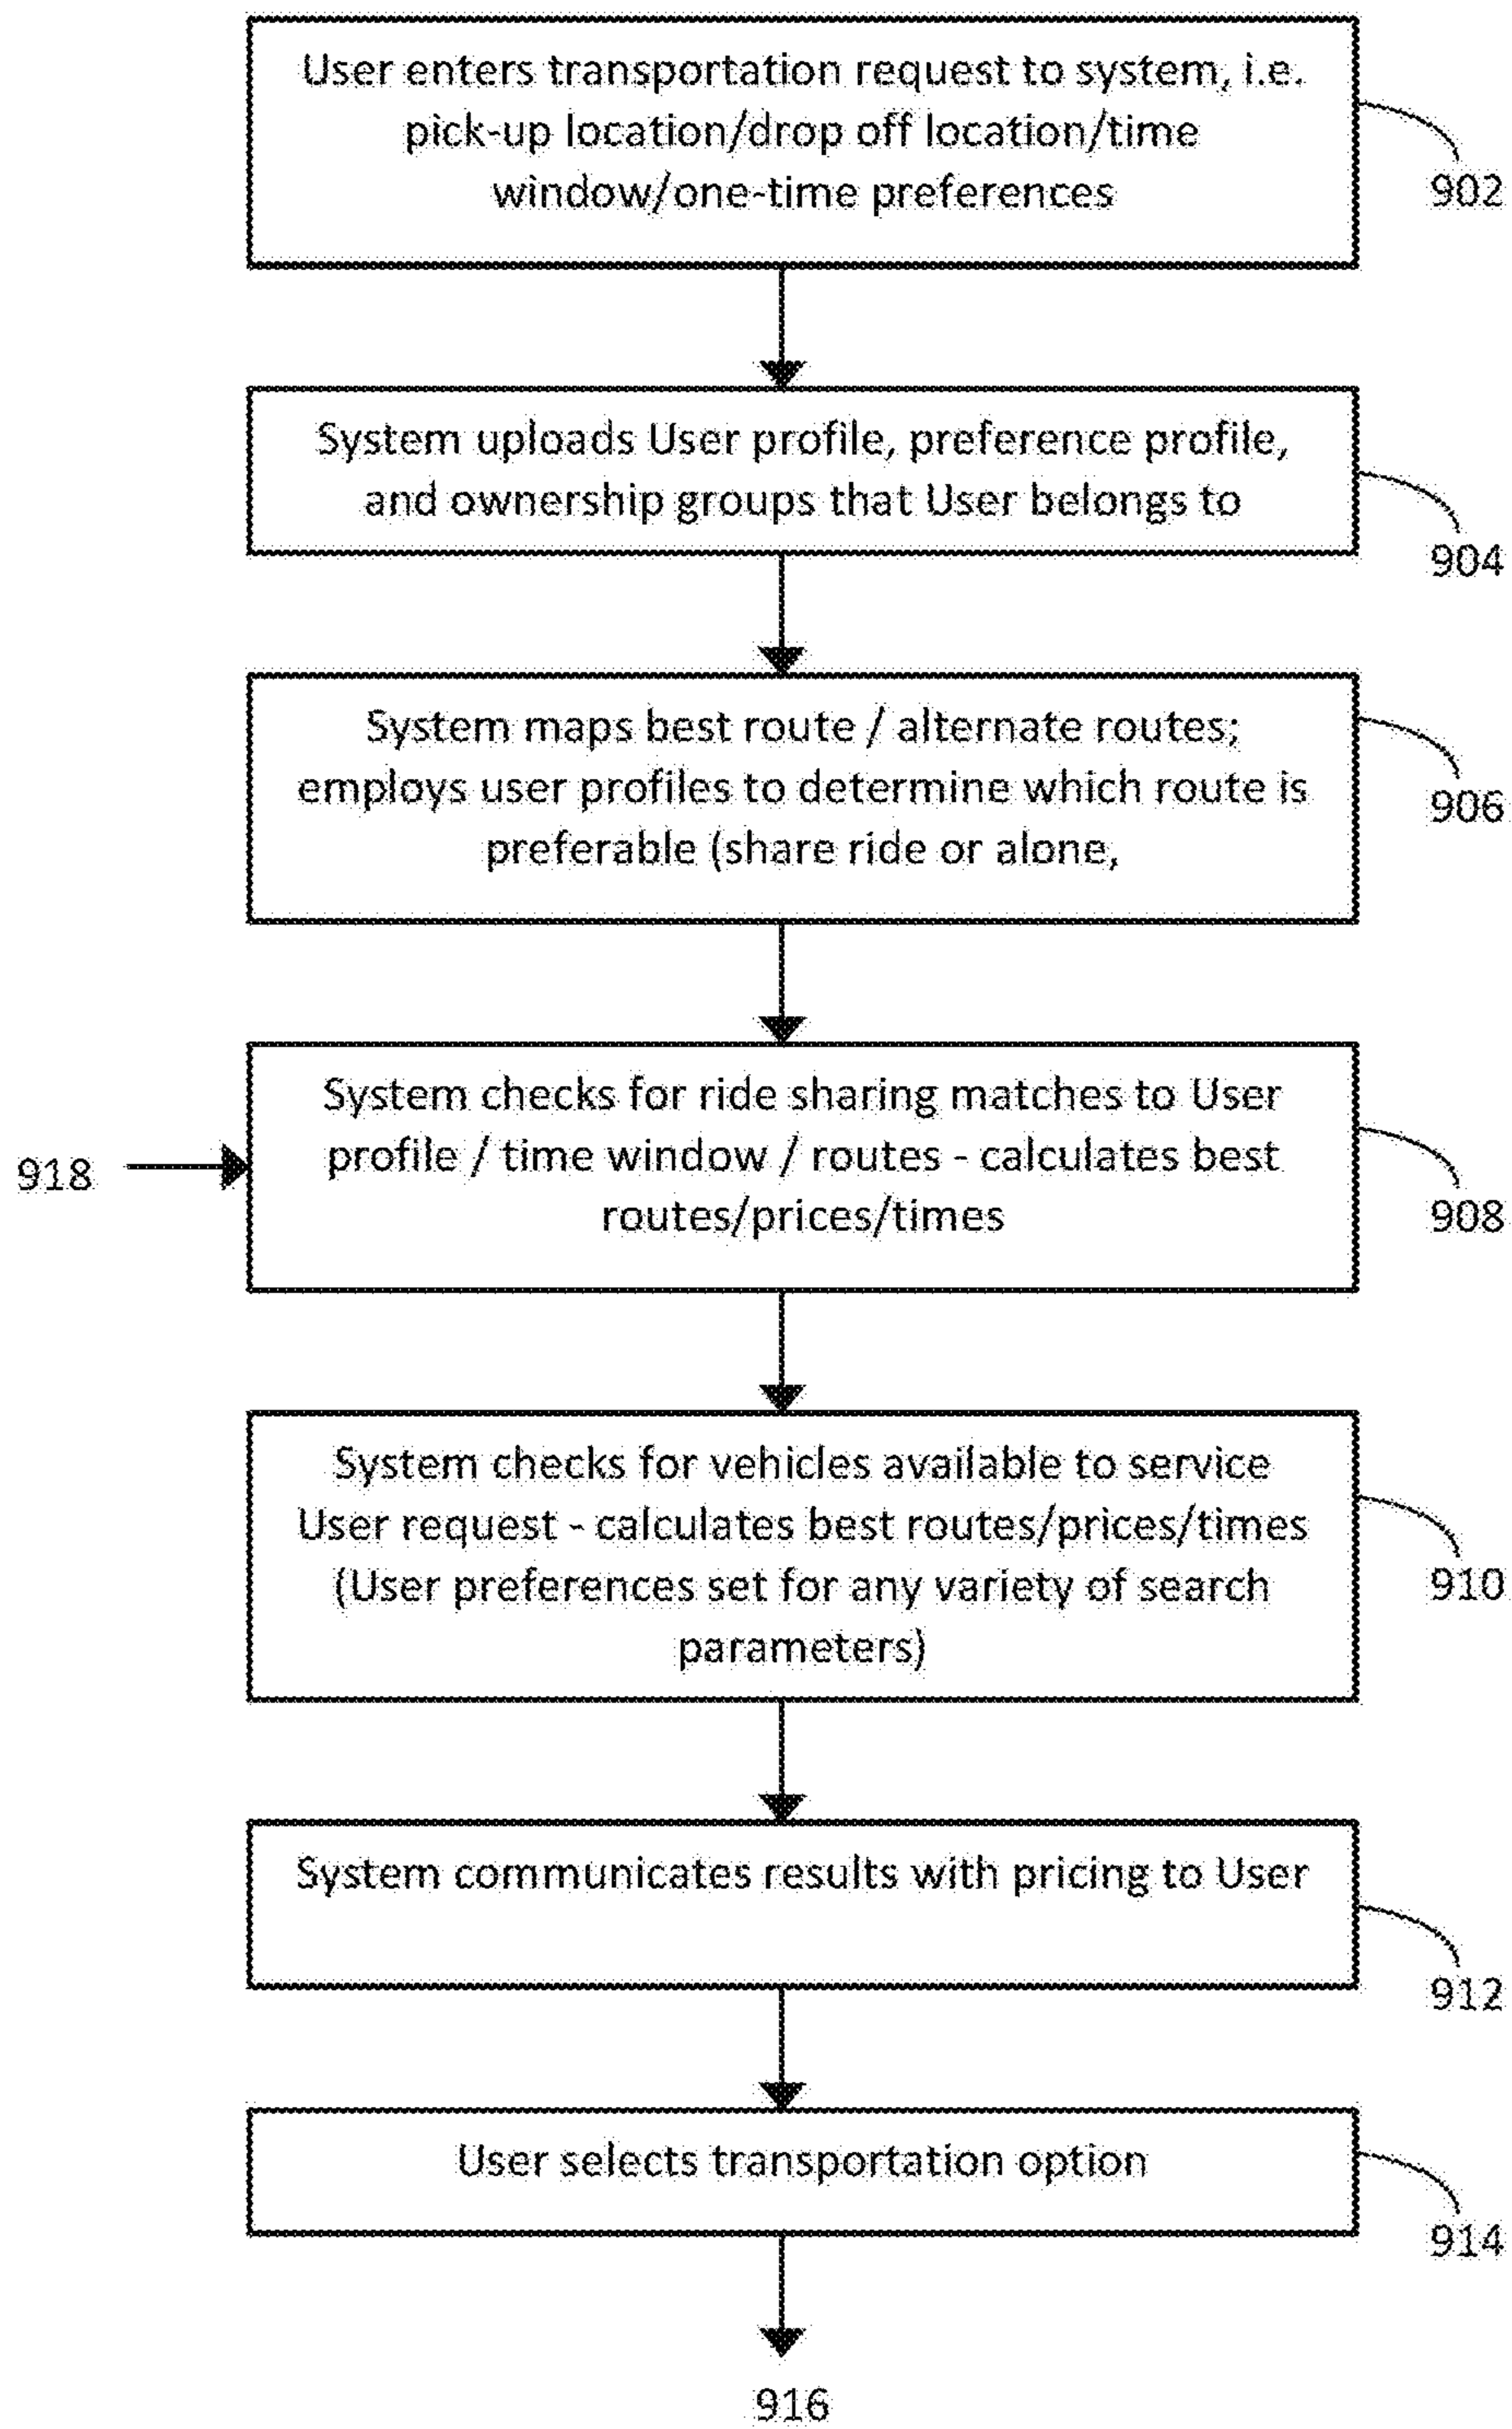 User enters transportation request to system, i.e.
pick-up location/drop off location/time
window/one-time preferences
902
System uploads User profile, preference profile,
and ownership groups that User belongs to
904
System maps best route / alternate routes;
employs user profiles to determine which route is
preferable (share ride or alone,
906
System checks for ride sharing matches to User
profile / time window / routes - calculates best
routes/prices/times
918
908
System checks for vehicles available to service
User request - calculates best routes/prices/times
(User preferences set for any variety of search
parameters)
910
System communicates results with pricing to User
912
User selects transportation option
914
916